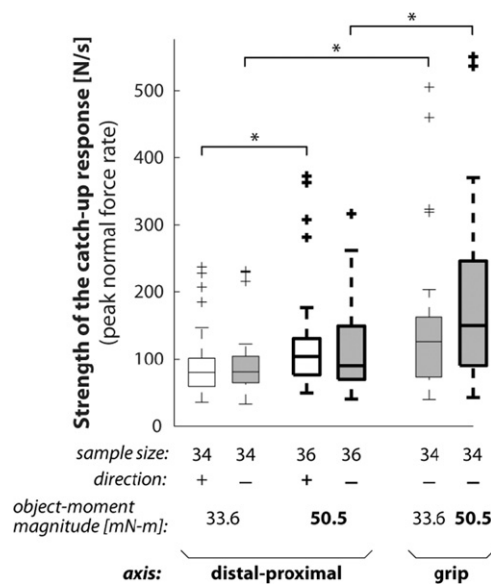 Strength of the catch-up response [N/s]
(peak normal force rate)
*
*
*
500
400
300
200
100
0
sample size: 34 34 36 36 34 34
direction: + − + − − −
object-moment
magnitude [mN-m]: 33.6 50.5 33.6 50.5
axis: distal-proximal grip